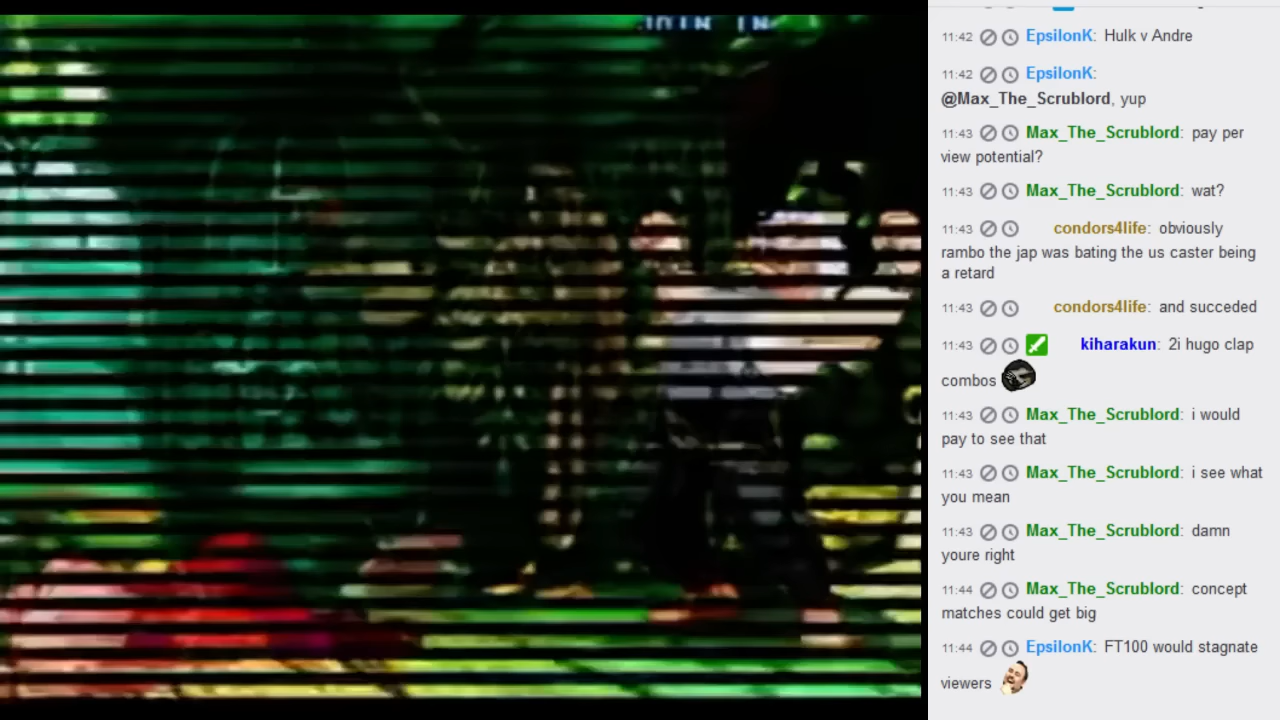 JOIN IN
11:42 EpsilonK: Hulk v Andre
11:42 EpsilonK:
@Max_The_Scrublord, yup
11:43 Max_The_Scrublord: pay per
view potential?
11:43 Max_The_Scrublord: wat?
11:43 condors4life: obviously
rambo the jap was bating the us caster being
a retard
11:43 condors4life: and succeded
11:43 kiharakun: 2i hugo clap
combos
11:43 Max_The_Scrublord: i would
pay to see that
11:43 Max_The_Scrublord: i see what
you mean
11:43 Max_The_Scrublord: damn
youre right
11:44 Max_The_Scrublord: concept
matches could get big
11:44 EpsilonK: FT100 would stagnate
viewers